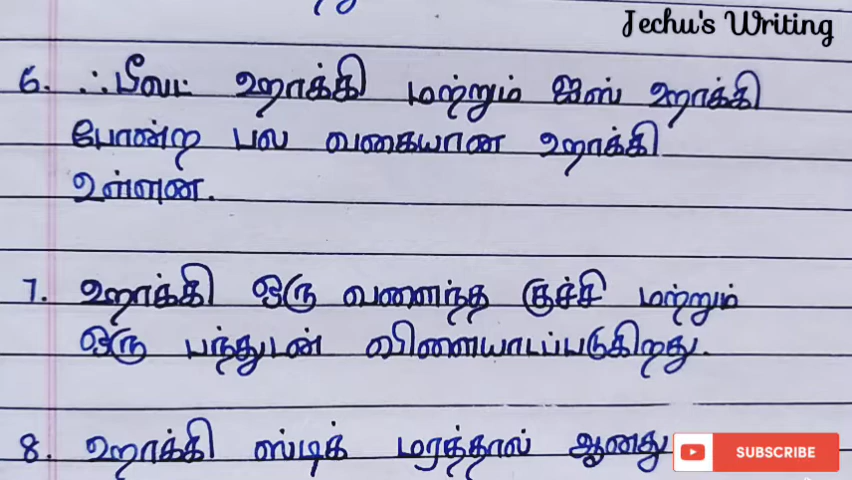 Jechu's Writing
6. ஃபீல்ட் ஹாக்கி மற்றும் ஐஸ் ஹாக்கி
போன்ற பல வகையான ஹாக்கி
உள்ளன.
7. ஹாக்கி ஒரு வளைந்த குச்சி மற்றும்
ஒரு பந்துடன் விளையாடப்படுகிறது.
8. ஹாக்கி ஸ்டிக் மரத்தால் ஆனது
SUBSCRIBE